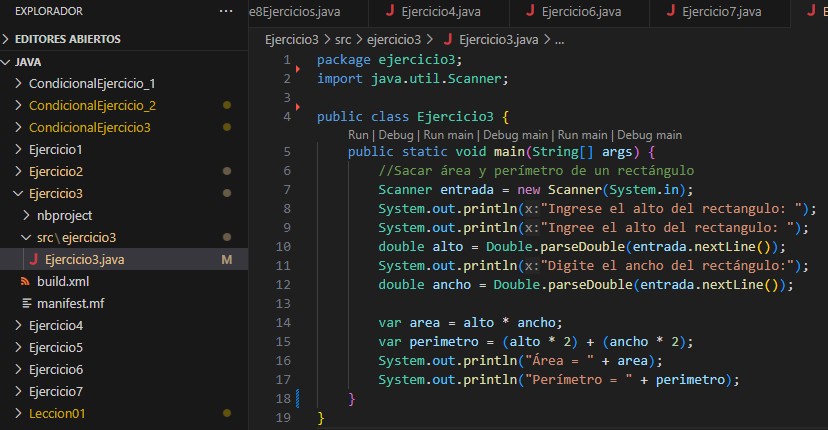 EXPLORADOR ...
EDITORES ABIERTOS
JAVA
CondicionalEjercicio_1
CondicionalEjercicio_2
CondicionalEjercicio3
Ejercicio1
Ejercicio2
Ejercicio3
nbproject
src\ejercicio3
J Ejercicio3.java M
build.xml
manifest.mf
Ejercicio4
Ejercicio5
Ejercicio6
Ejercicio7
Leccion01
e8Ejercicios.java J Ejercicio4.java J Ejercicio6.java J Ejercicio7.java J E
Ejercicio3 > src > ejercicio3 > J Ejercicio3.java > ...
1 package ejercicio3;
2 import java.util.Scanner;
3
4 public class Ejercicio3 {
Run | Debug | Run main | Debug main | Run main | Debug main
5 public static void main(String[] args) {
6 //Sacar área y perímetro de un rectángulo
7 Scanner entrada = new Scanner(System.in);
8 System.out.println(x:"Ingrese el alto del rectangulo: ");
9 System.out.println(x:"Ingree el alto del rectangulo: ");
10 double alto = Double.parseDouble(entrada.nextLine());
11 System.out.println(x:"Digite el ancho del rectángulo:");
12 double ancho = Double.parseDouble(entrada.nextLine());
13
14 var area = alto * ancho;
15 var perimetro = (alto * 2) + (ancho * 2);
16 System.out.println("Área = " + area);
17 System.out.println("Perímetro = " + perimetro);
18 }
19 }